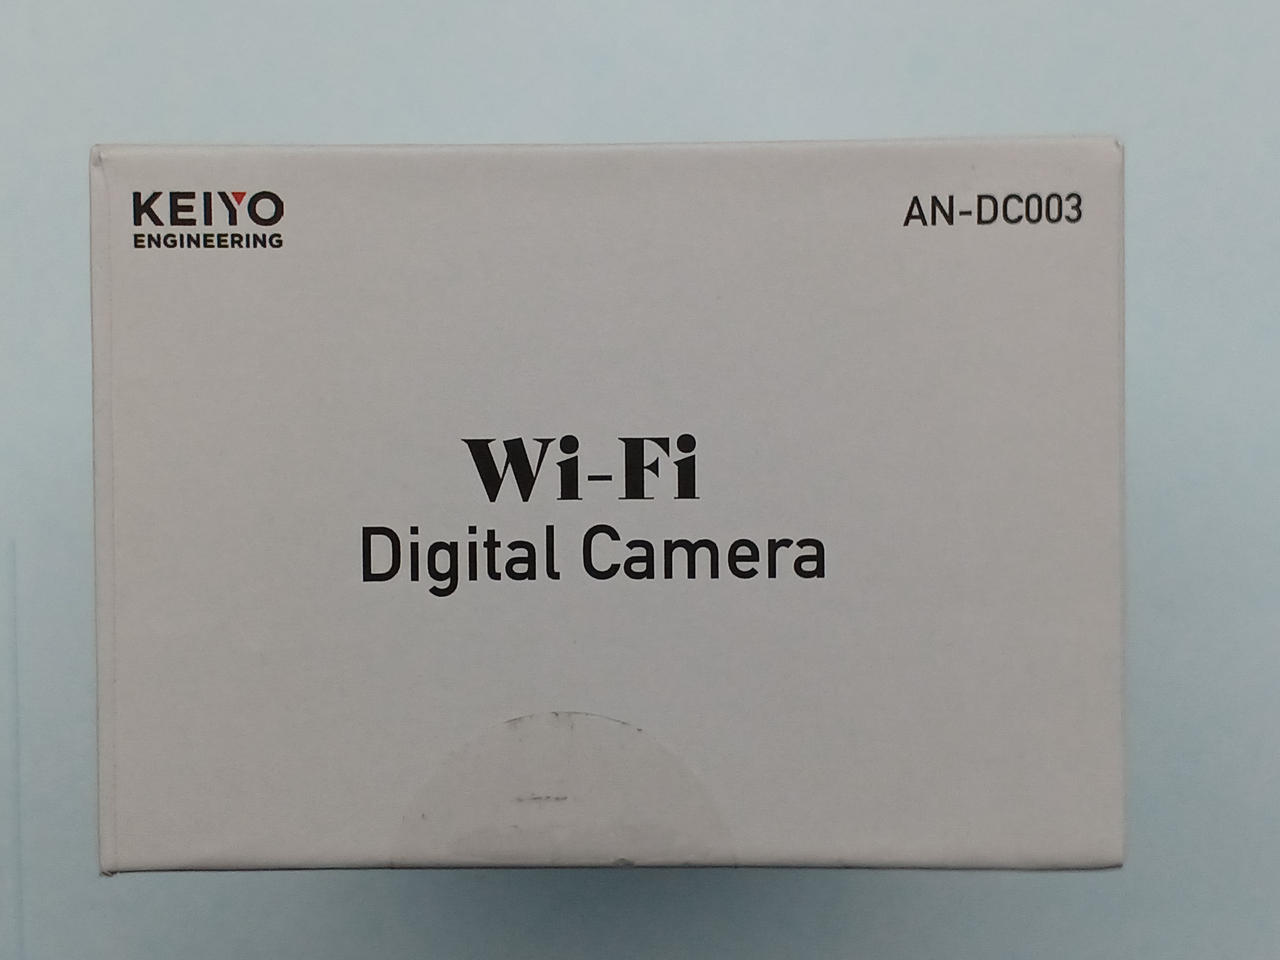 KEIYO
ENGINEERING
AN-DC003
Wi-Fi
Digital Camera